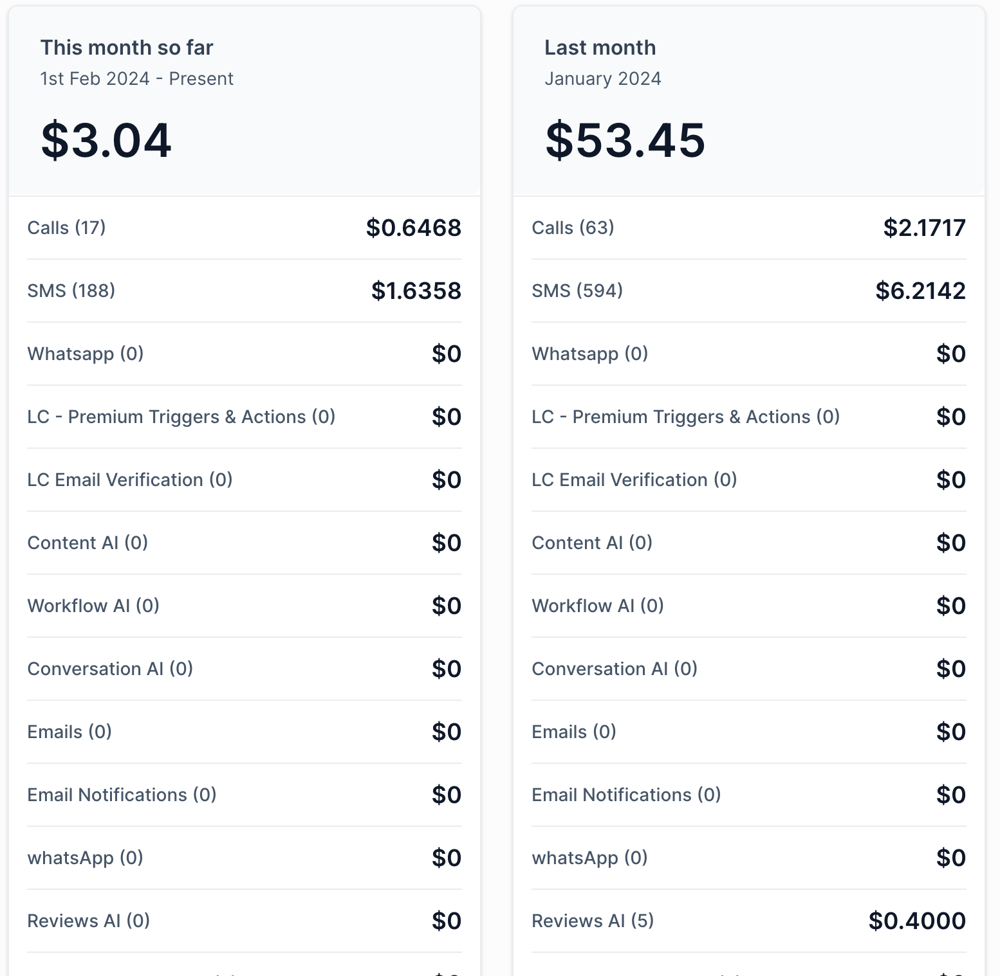 This month so far
1st Feb 2024 - Present
$3.04
Calls (17) $0.6468
SMS (188) $1.6358
Whatsapp (0) $0
LC - Premium Triggers & Actions (0) $0
LC Email Verification (0) $0
Content AI (0) $0
Workflow AI (0) $0
Conversation AI (0) $0
Emails (0) $0
Email Notifications (0) $0
whatsApp (0) $0
Reviews AI (0) $0
Last month
January 2024
$53.45
Calls (63) $2.1717
SMS (594) $6.2142
Whatsapp (0) $0
LC - Premium Triggers & Actions (0) $0
LC Email Verification (0) $0
Content AI (0) $0
Workflow AI (0) $0
Conversation AI (0) $0
Emails (0) $0
Email Notifications (0) $0
whatsApp (0) $0
Reviews AI (5) $0.4000